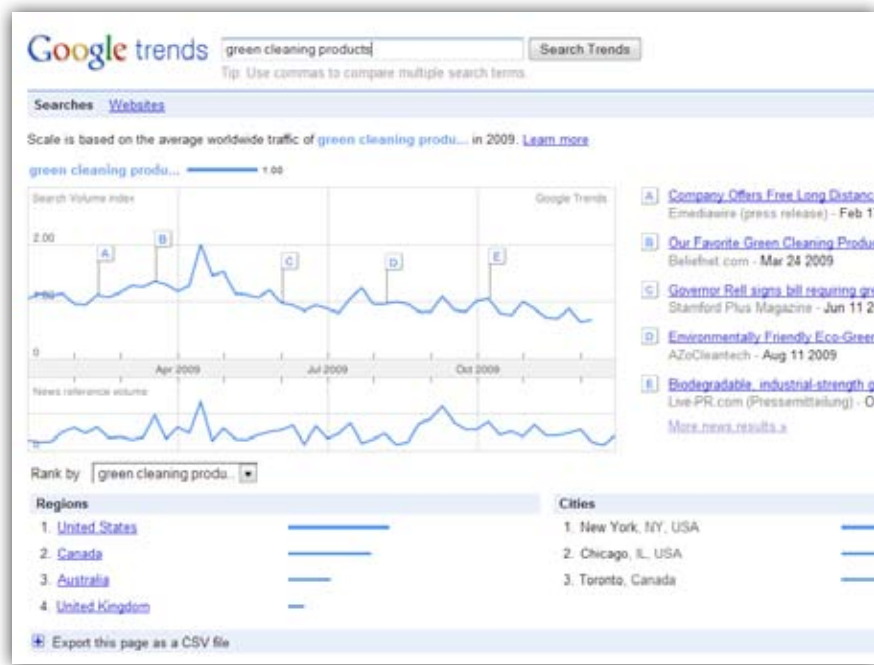 Google trends green cleaning products Search Trends
Tip: Use commas to compare multiple search terms.
Searches Websites
Scale is based on the average worldwide traffic of green cleaning produ... in 2009. Learn more
green cleaning produ... 1.00
Search Volume index Google Trends
2.00
1.00
0
A
B
C
D
E
Apr 2009 Jul 2009 Oct 2009
News reference volume
0
A Company Offers Free Long Distanc
Emediawire (press release) - Feb 1
B Our Favorite Green Cleaning Produ
Beliefnet.com - Mar 24 2009
C Governor Rell signs bill requiring gre
Stamford Plus Magazine - Jun 11 2
D Environmentally Friendly Eco-Green
AZoCleantech - Aug 11 2009
E Biodegradable, industrial-strength g
Live-PR.com (Pressemitteilung) - O
More news results »
Rank by green cleaning produ...
Regions
1. United States
2. Canada
3. Australia
4. United Kingdom
Cities
1. New York, NY, USA
2. Chicago, IL, USA
3. Toronto, Canada
Export this page as a CSV file